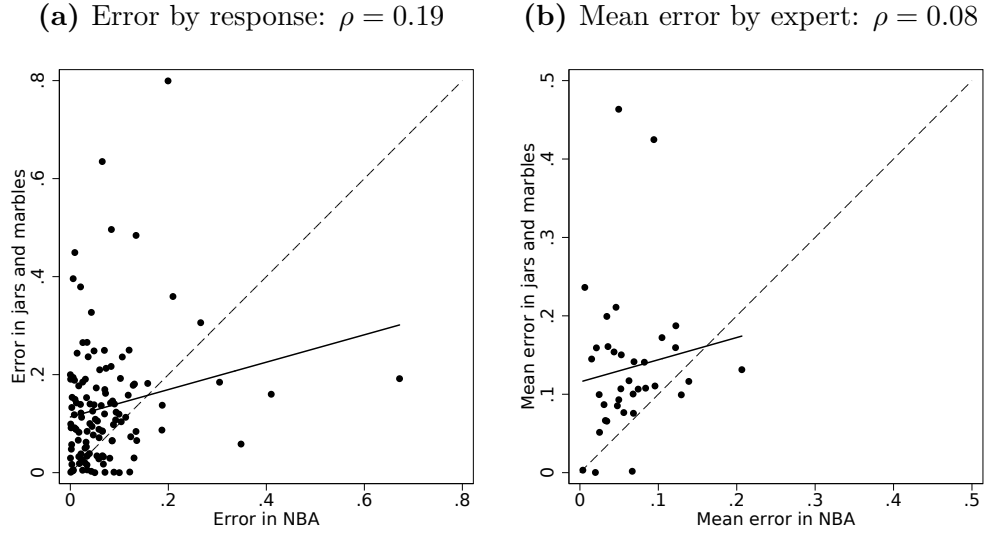 (a) Error by response: ρ = 0.19
Error in jars and marbles
.8
.6
.4
.2
0
0 .2 .4 .6 .8
Error in NBA
(b) Mean error by expert: ρ = 0.08
Mean error in jars and marbles
.5
.4
.3
.2
.1
0
0 .1 .2 .3 .4 .5
Mean error in NBA